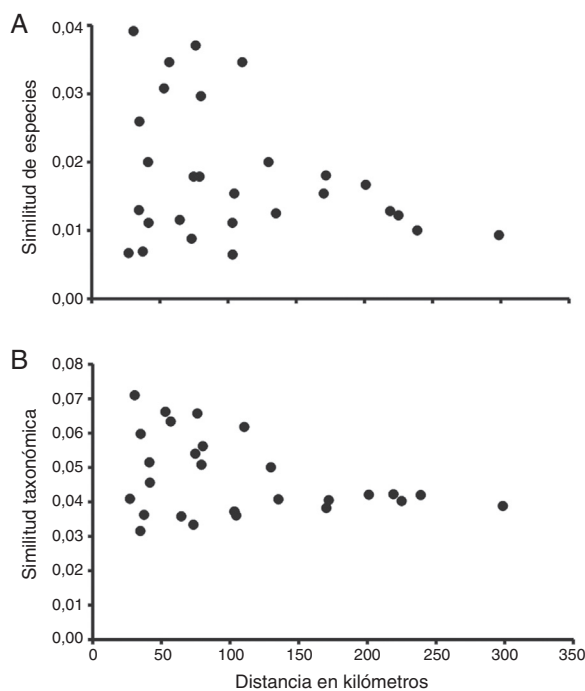 A
0,04
0,03
0,02
0,01
0,00
Similitud de especies
B
0,08
0,07
0,06
0,05
0,04
0,03
0,02
0,01
0,00
Similitud taxonómica
0 50 100 150 200 250 300 350
Distancia en kilómetros